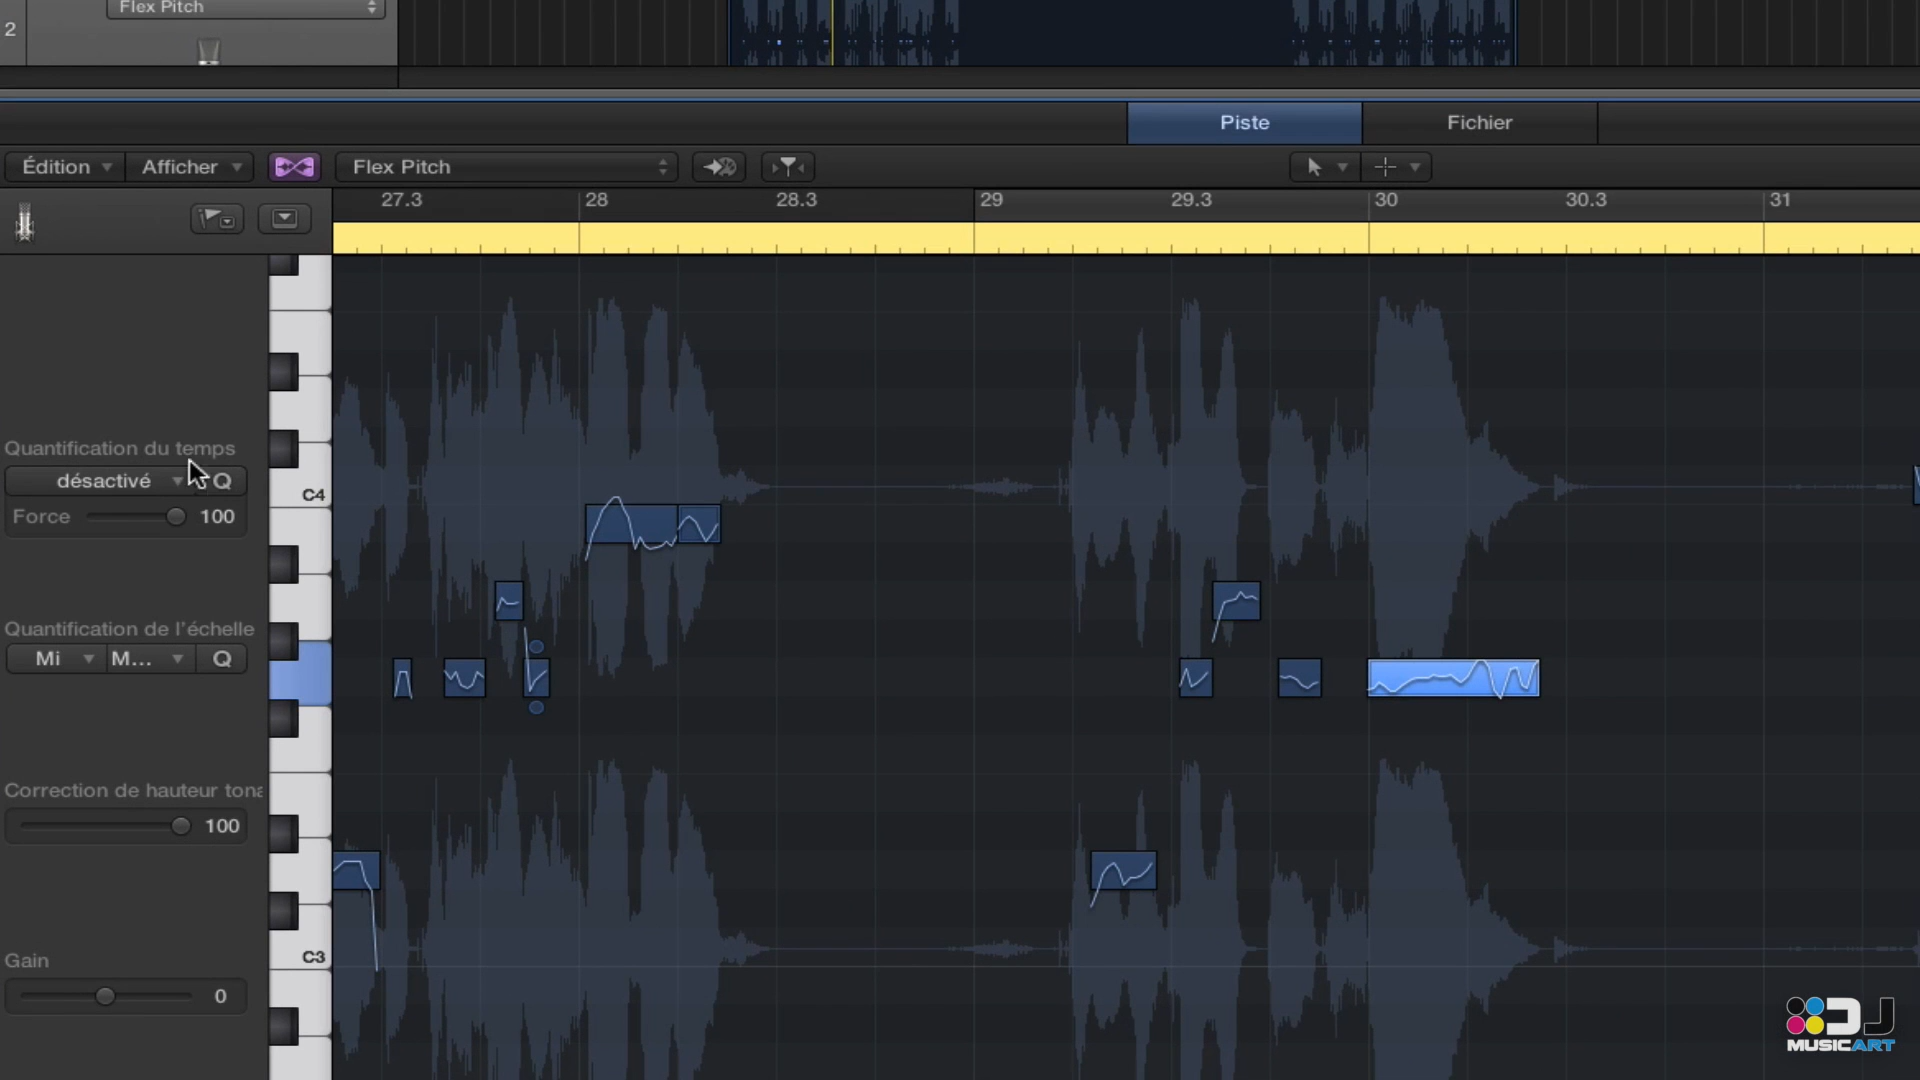 Flex Pitch
2
Piste
Fichier
Édition
Afficher
Flex Pitch
27.3
28
28.3
29
29.3
30
30.3
31
Quantification du temps
désactivé
Q
Force
100
C4
Quantification de l'échelle
Mi
M...
Q
Correction de hauteur tona
100
C3
Gain
0
DJ
MUSICART